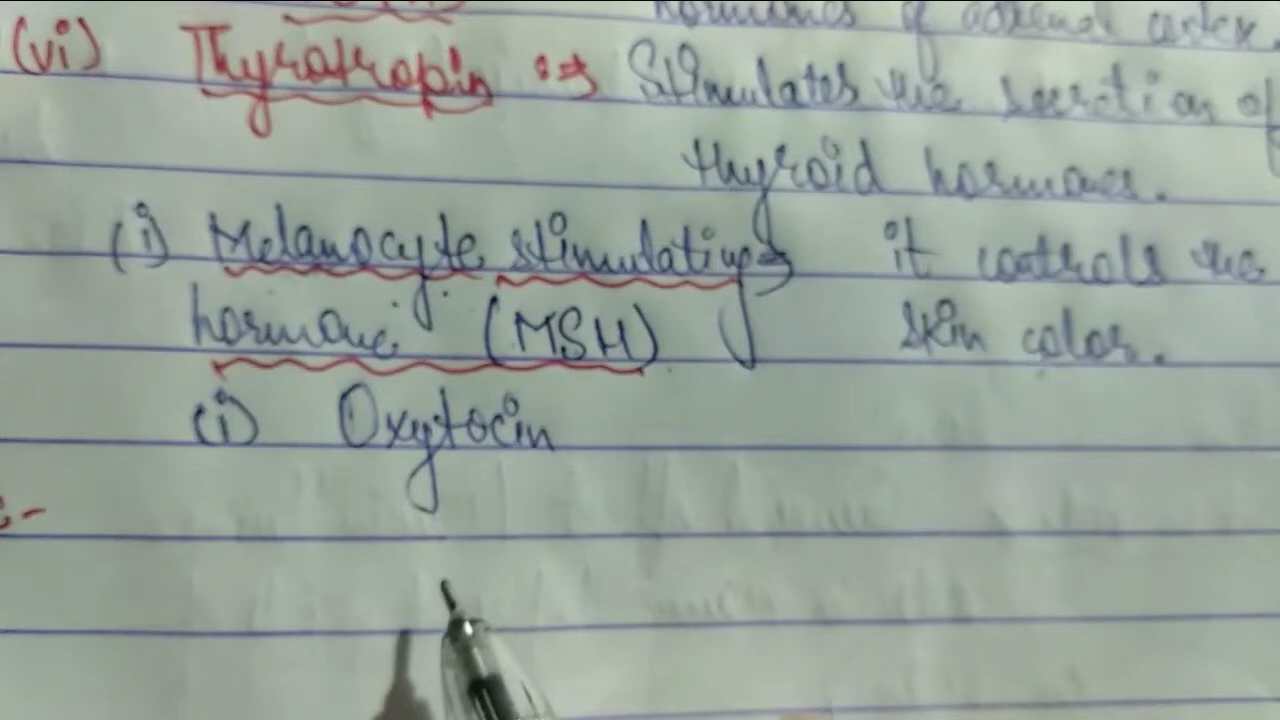 hormones of adrenal cortex.
(vi) Thyrotropin :⇒ Stimulates the secretion of
thyroid hormones.
(i) Melanocyte stimulating ⇒ it controls the
hormone (MSH) skin color.
(i) Oxytocin
:-